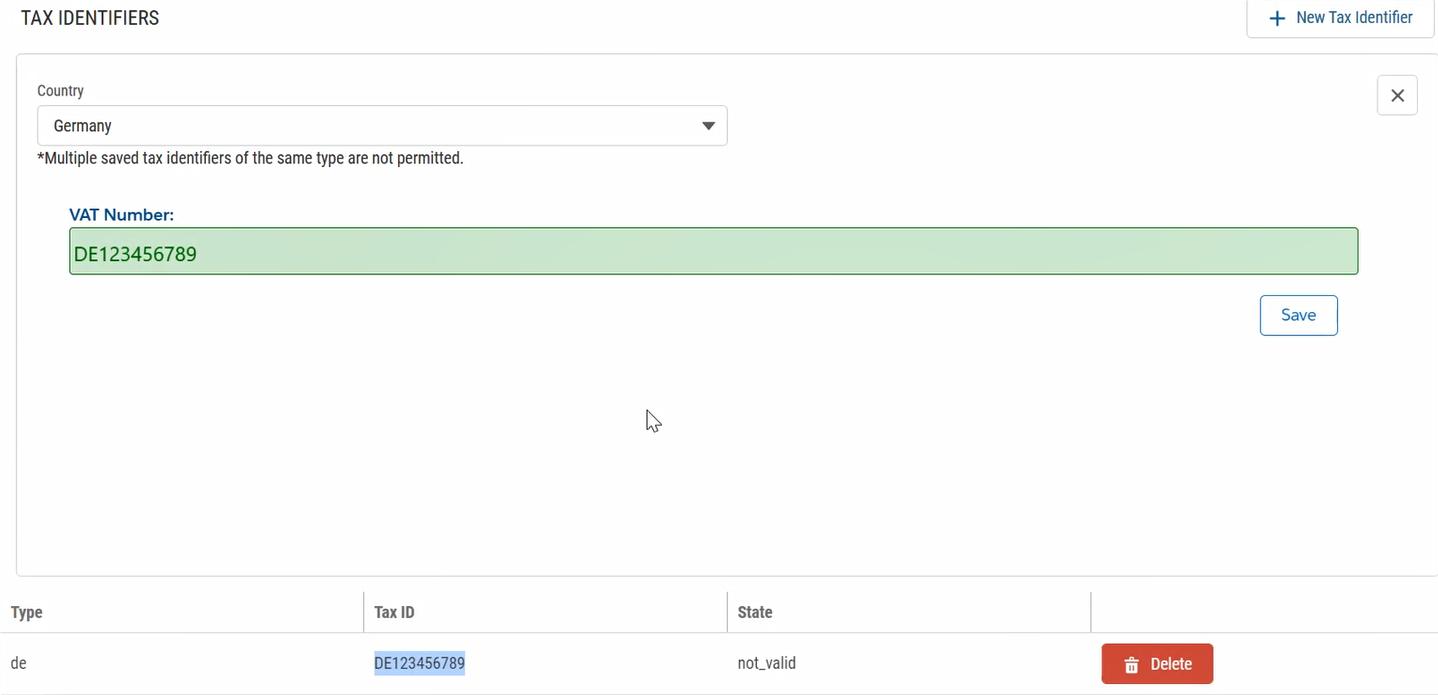 TAX IDENTIFIERS
+ New Tax Identifier
Country
Germany
*Multiple saved tax identifiers of the same type are not permitted.
VAT Number:
DE123456789
Save
Type Tax ID State
de DE123456789 not_valid Delete